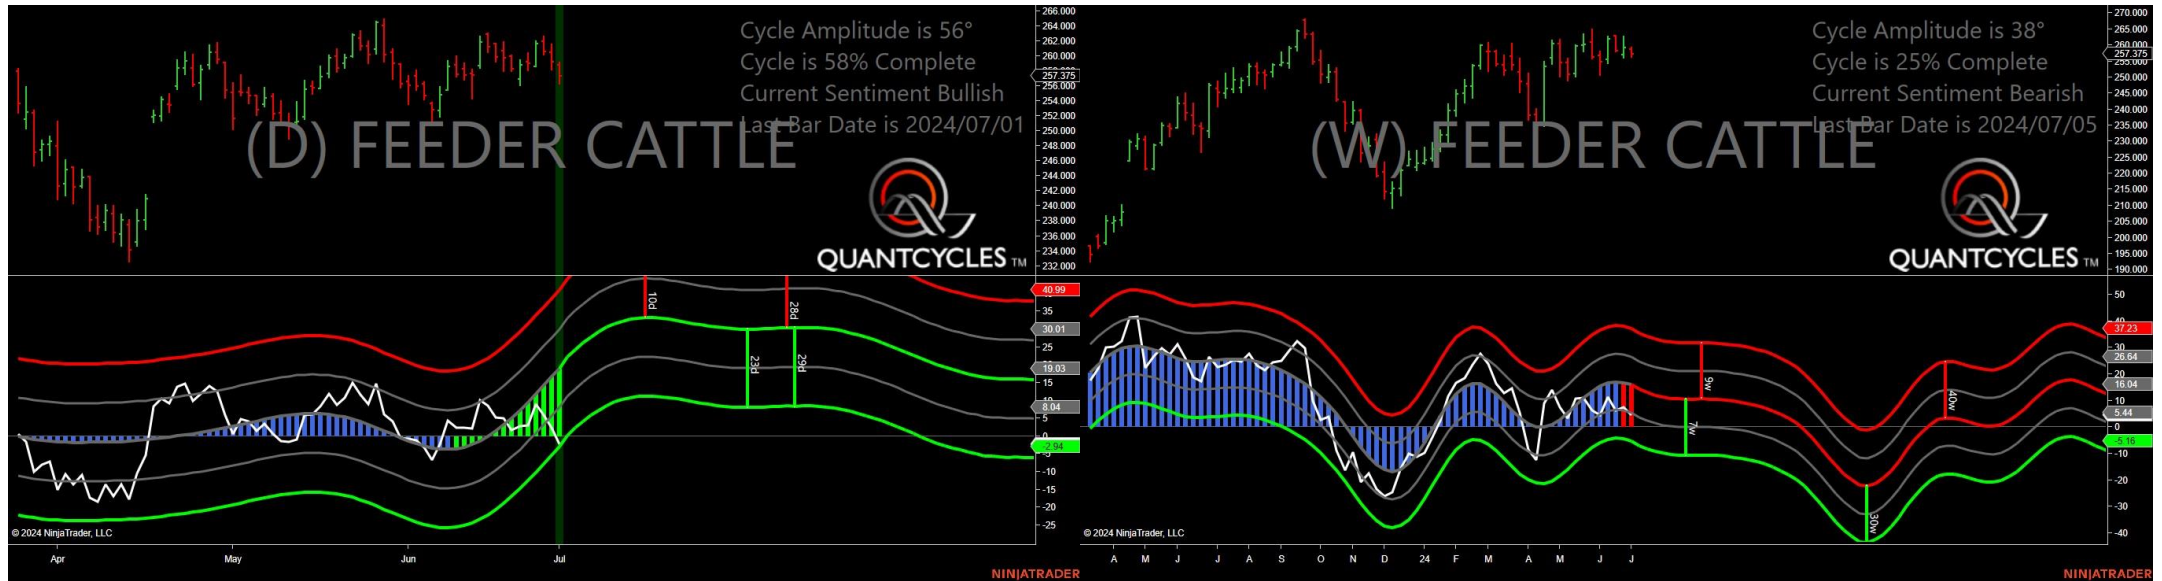 Cycle Amplitude is 56°
Cycle is 58% Complete
Current Sentiment Bullish
Last Bar Date is 2024/07/01
(D) FEEDER CATTLE
QUANTCYCLES TM
266.000
264.000
262.000
260.000
257.375
256.000
254.000
252.000
250.000
248.000
246.000
244.000
242.000
240.000
238.000
236.000
234.000
232.000
10d
28d
23d
29d
40.99
35
30.01
25
19.03
15
8.04
5
0
-2.94
-10
-15
-20
-25
© 2024 NinjaTrader, LLC
Apr May Jun Jul
NINJATRADER
Cycle Amplitude is 38°
Cycle is 25% Complete
Current Sentiment Bearish
Last Bar Date is 2024/07/05
(W) FEEDER CATTLE
QUANTCYCLES TM
270.000
265.000
260.000
257.375
255.000
250.000
245.000
240.000
235.000
230.000
225.000
220.000
215.000
210.000
205.000
200.000
195.000
190.000
9w
7w
30w
40w
50
40
37.23
30
26.64
20
16.04
10
5.44
0
-5.16
-10
-20
-30
-40
© 2024 NinjaTrader, LLC
A M J J A S O N D 24 F M A M J J
NINJATRADER